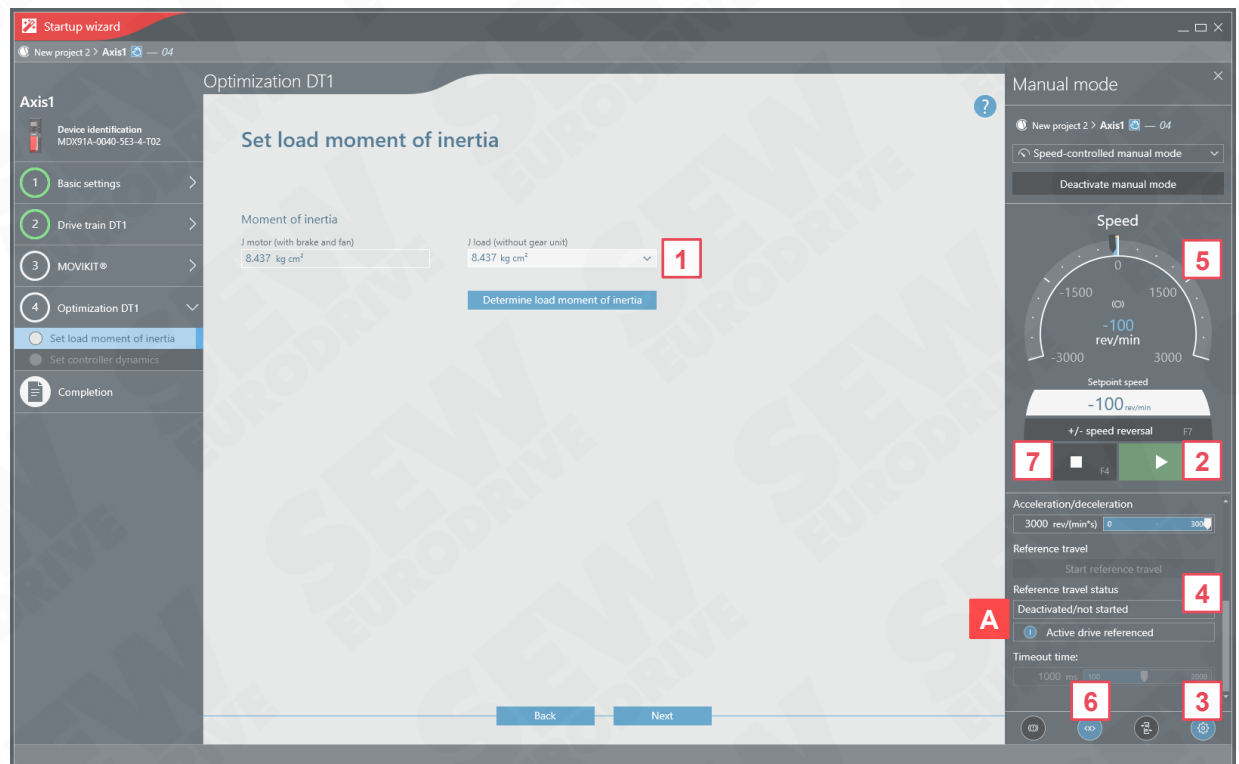 Startup wizard
New project 2 > Axis1 — 04
Axis1
Device identification
MDX91A-0040-5E3-4-T02
1 Basic settings
2 Drive train DT1
3 MOVIKIT®
4 Optimization DT1
Set load moment of inertia
Set controller dynamics
Completion
Optimization DT1
?
Set load moment of inertia
Moment of inertia
J motor (with brake and fan)
8.437 kg cm²
J load (without gear unit)
8.437 kg cm²
1
Determine load moment of inertia
Back
Next
Manual mode
New project 2 > Axis1 — 04
Speed-controlled manual mode
Deactivate manual mode
Speed
5
0
-1500 1500
-100
rev/min
-3000 3000
Setpoint speed
-100 rev/min
+/- speed reversal F7
7 F4 2
Acceleration/deceleration
3000 rev/(min*s) 0
Reference travel
Start reference travel
Reference travel status
4
Deactivated/not started
A
Active drive referenced
Timeout time:
1000 ms 100 2000
6 3
SEW
EURODRIVE